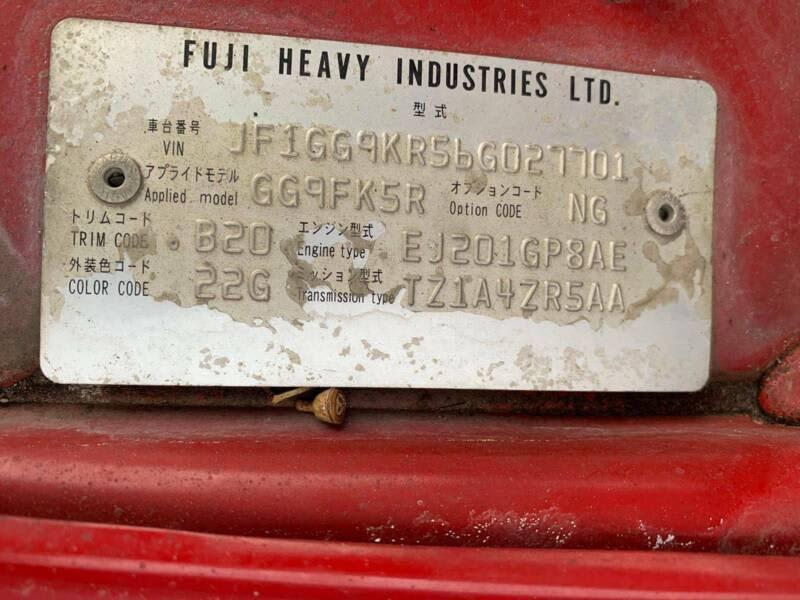 FUJI HEAVY INDUSTRIES LTD.
型式
車台番号
VIN JF1GG9KR56G027701
アプライドモデル
Applied model GG9FK5R
オプションコード
Option CODE NG
トリムコード
TRIM CODE B20
エンジン型式
Engine type EJ201GP8AE
外装色コード
COLOR CODE 22G
ミッション型式
Transmission type TZ1A4ZR5AA